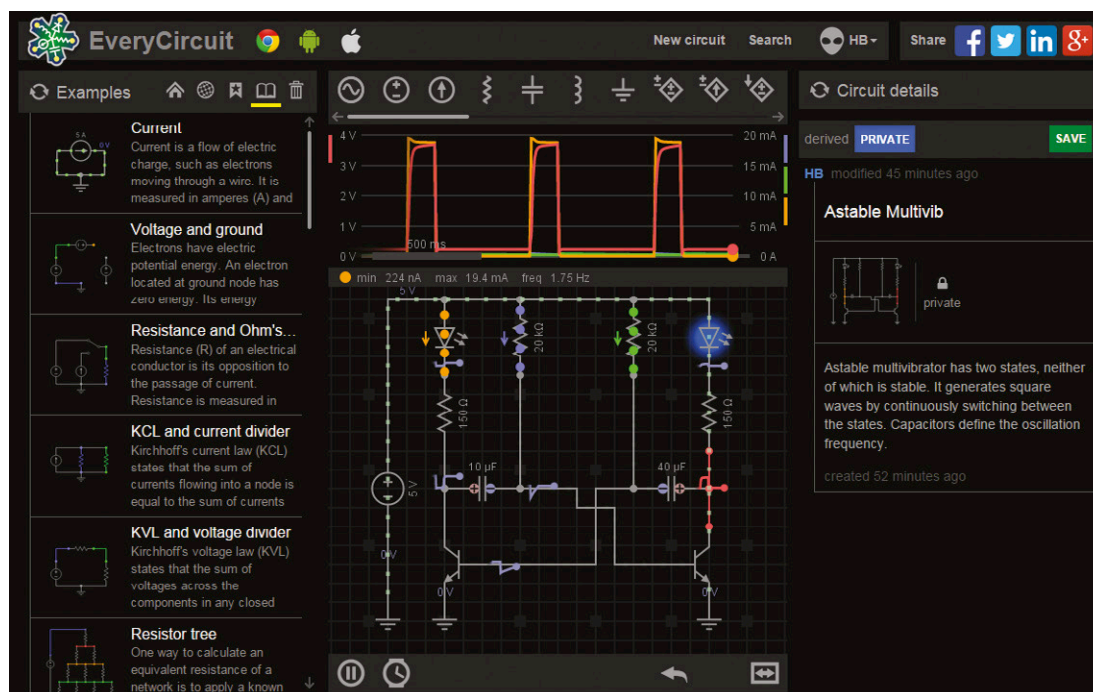 EveryCircuit
New circuit
Search
HB
Share
Examples
5 A
0 V
Current
Current is a flow of electric
charge, such as electrons
moving through a wire. It is
measured in amperes (A) and
Voltage and ground
Electrons have electric
potential energy. An electron
located at ground node has
zero energy. Its energy
Resistance and Ohm's...
Resistance (R) of an electrical
conductor is its opposition to
the passage of current.
Resistance is measured in
KCL and current divider
Kirchhoff's current law (KCL)
states that the sum of
currents flowing into a node is
equal to the sum of currents
KVL and voltage divider
Kirchhoff's voltage law (KVL)
states that the sum of
voltages across the
components in any closed
Resistor tree
One way to calculate an
equivalent resistance of a
network is to apply a known
4 V
20 mA
3 V
15 mA
2 V
10 mA
1 V
5 mA
500 ms
0 V
0 A
min 224 nA max 19.4 mA freq 1.75 Hz
5 V
20 kΩ
20 kΩ
150 Ω
150 Ω
10 µF
40 µF
5 V
0 V
0 V
0 V
Circuit details
derived PRIVATE SAVE
HB modified 45 minutes ago
Astable Multivib
private
Astable multivibrator has two states, neither
of which is stable. It generates square
waves by continuously switching between
the states. Capacitors define the oscillation
frequency.
created 52 minutes ago